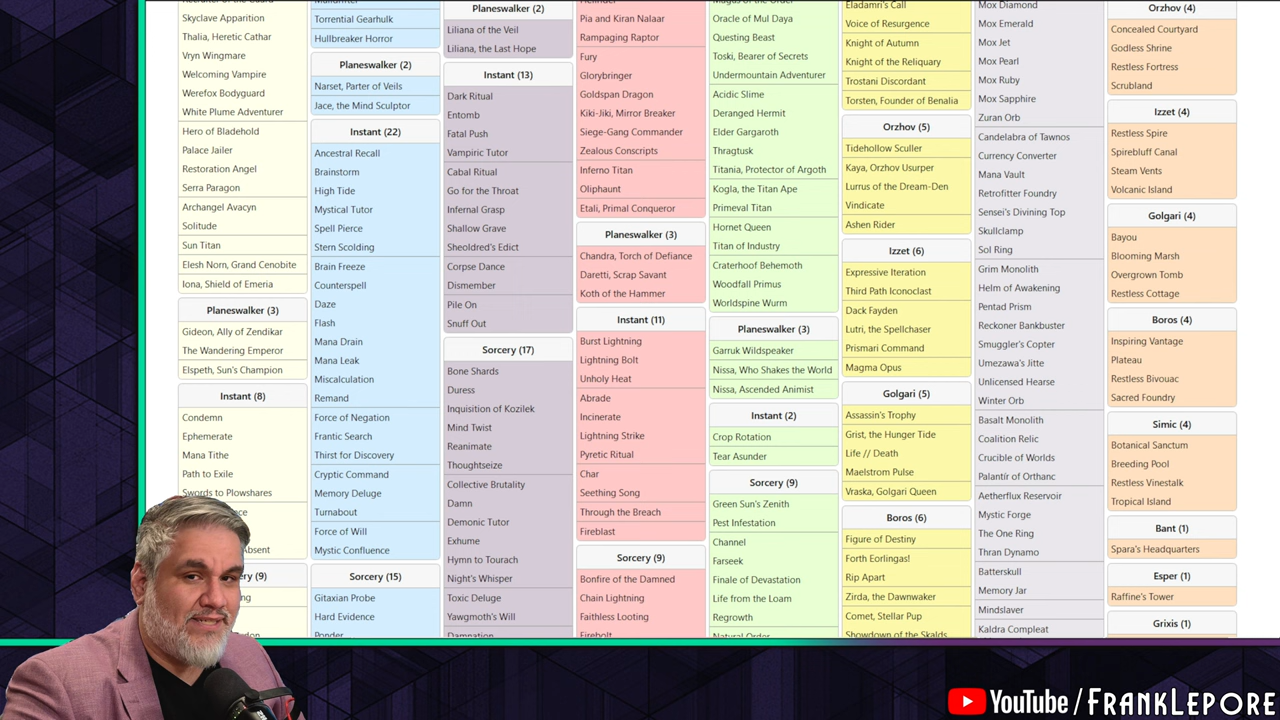 Skyclave Apparition
Thalia, Heretic Cathar
Vryn Wingmare
Welcoming Vampire
Werefox Bodyguard
White Plume Adventurer
Hero of Bladehold
Palace Jailer
Restoration Angel
Serra Paragon
Archangel Avacyn
Solitude
Sun Titan
Elesh Norn, Grand Cenobite
Iona, Shield of Emeria
Planeswalker (3)
Gideon, Ally of Zendikar
The Wandering Emperor
Elspeth, Sun's Champion
Instant (8)
Condemn
Ephemerate
Mana Tithe
Path to Exile
Swords to Plowshares
Absent
(9)
Torrential Gearhulk
Hullbreaker Horror
Planeswalker (2)
Narset, Parter of Veils
Jace, the Mind Sculptor
Instant (22)
Ancestral Recall
Brainstorm
High Tide
Mystical Tutor
Spell Pierce
Stern Scolding
Brain Freeze
Counterspell
Daze
Flash
Mana Drain
Mana Leak
Miscalculation
Remand
Force of Negation
Frantic Search
Thirst for Discovery
Cryptic Command
Memory Deluge
Turnabout
Force of Will
Mystic Confluence
Sorcery (15)
Gitaxian Probe
Hard Evidence
Ponder
Planeswalker (2)
Liliana of the Veil
Liliana, the Last Hope
Instant (13)
Dark Ritual
Entomb
Fatal Push
Vampiric Tutor
Cabal Ritual
Go for the Throat
Infernal Grasp
Shallow Grave
Sheoldred's Edict
Corpse Dance
Dismember
Pile On
Snuff Out
Sorcery (17)
Bone Shards
Duress
Inquisition of Kozilek
Mind Twist
Reanimate
Thoughtseize
Collective Brutality
Damn
Demonic Tutor
Exhume
Hymn to Tourach
Night's Whisper
Toxic Deluge
Yawgmoth's Will
Damnation
Pia and Kiran Nalaar
Rampaging Raptor
Fury
Glorybringer
Goldspan Dragon
Kiki-Jiki, Mirror Breaker
Siege-Gang Commander
Zealous Conscripts
Inferno Titan
Oliphaunt
Etali, Primal Conqueror
Planeswalker (3)
Chandra, Torch of Defiance
Daretti, Scrap Savant
Koth of the Hammer
Instant (11)
Burst Lightning
Lightning Bolt
Unholy Heat
Abrade
Incinerate
Lightning Strike
Pyretic Ritual
Char
Seething Song
Through the Breach
Fireblast
Sorcery (9)
Bonfire of the Damned
Chain Lightning
Faithless Looting
Firebolt
Magus of the Order
Oracle of Mul Daya
Questing Beast
Toski, Bearer of Secrets
Undermountain Adventurer
Acidic Slime
Deranged Hermit
Elder Gargaroth
Thragtusk
Titania, Protector of Argoth
Kogla, the Titan Ape
Primeval Titan
Hornet Queen
Titan of Industry
Craterhoof Behemoth
Woodfall Primus
Worldspine Wurm
Planeswalker (3)
Garruk Wildspeaker
Nissa, Who Shakes the World
Nissa, Ascended Animist
Instant (2)
Crop Rotation
Tear Asunder
Sorcery (9)
Green Sun's Zenith
Pest Infestation
Channel
Farseek
Finale of Devastation
Life from the Loam
Regrowth
Natural Order
Eladamri's Call
Voice of Resurgence
Knight of Autumn
Knight of the Reliquary
Trostani Discordant
Torsten, Founder of Benalia
Orzhov (5)
Tidehollow Sculler
Kaya, Orzhov Usurper
Lurrus of the Dream-Den
Vindicate
Ashen Rider
Izzet (6)
Expressive Iteration
Third Path Iconoclast
Dack Fayden
Lutri, the Spellchaser
Prismari Command
Magma Opus
Golgari (5)
Assassin's Trophy
Grist, the Hunger Tide
Life // Death
Maelstrom Pulse
Vraska, Golgari Queen
Boros (6)
Figure of Destiny
Forth Eorlingas!
Rip Apart
Zirda, the Dawnwaker
Comet, Stellar Pup
Showdown of the Skalds
Mox Diamond
Mox Emerald
Mox Jet
Mox Pearl
Mox Ruby
Mox Sapphire
Zuran Orb
Candelabra of Tawnos
Currency Converter
Mana Vault
Retrofitter Foundry
Sensei's Divining Top
Skullclamp
Sol Ring
Grim Monolith
Helm of Awakening
Pentad Prism
Reckoner Bankbuster
Smuggler's Copter
Umezawa's Jitte
Unlicensed Hearse
Winter Orb
Basalt Monolith
Coalition Relic
Crucible of Worlds
Palantír of Orthanc
Aetherflux Reservoir
Mystic Forge
The One Ring
Thran Dynamo
Batterskull
Memory Jar
Mindslaver
Kaldra Compleat
Orzhov (4)
Concealed Courtyard
Godless Shrine
Restless Fortress
Scrubland
Izzet (4)
Restless Spire
Spirebluff Canal
Steam Vents
Volcanic Island
Golgari (4)
Bayou
Blooming Marsh
Overgrown Tomb
Restless Cottage
Boros (4)
Inspiring Vantage
Plateau
Restless Bivouac
Sacred Foundry
Simic (4)
Botanical Sanctum
Breeding Pool
Restless Vinestalk
Tropical Island
Bant (1)
Spara's Headquarters
Esper (1)
Raffine's Tower
Grixis (1)
YouTube/FrankLepore